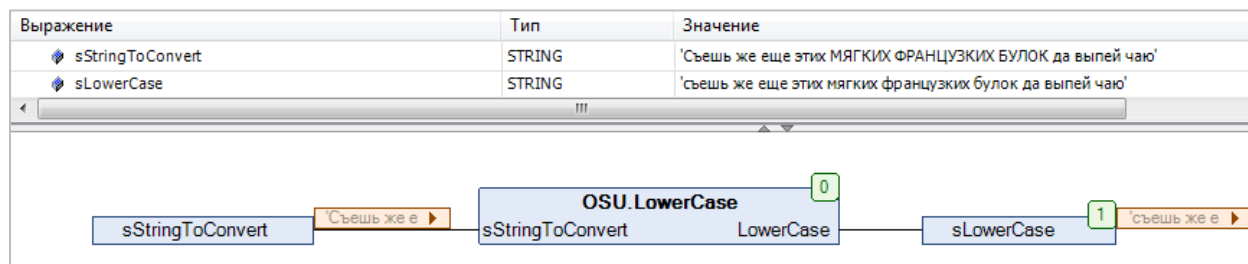 Выражение Тип Значение
sStringToConvert STRING 'Съешь же еще этих МЯГКИХ ФРАНЦУЗКИХ БУЛОК да выпей чаю'
sLowerCase STRING 'съешь же еще этих мягких французких булок да выпей чаю'
0
OSU.LowerCase
'Съешь же е 1 'съешь же е
sStringToConvert sStringToConvert LowerCase sLowerCase